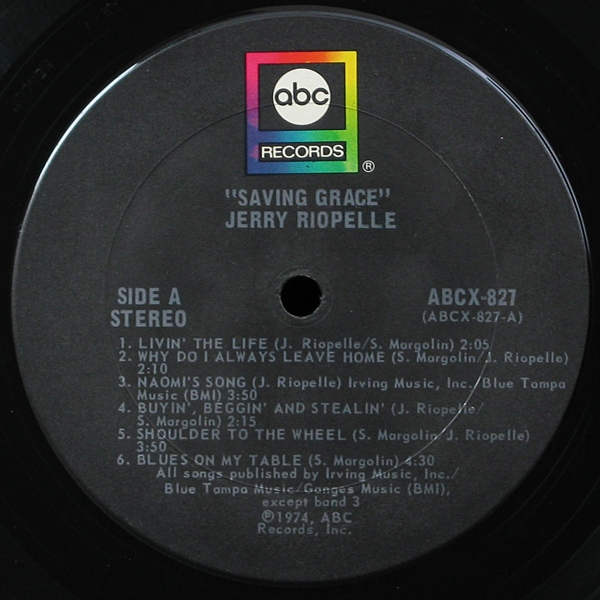 abc
RECORDS ®
"SAVING GRACE"
JERRY RIOPELLE
SIDE A
STEREO
ABCX-827
(ABCX-827-A)
1. LIVIN' THE LIFE (J. Riopelle/S. Margolin) 2:05
2. WHY DO I ALWAYS LEAVE HOME (S. Margolin/J. Riopelle)
2:10
3. NAOMI'S SONG (J. Riopelle) Irving Music, Inc./Blue Tampa
Music (BMI) 3:50
4. BUYIN', BEGGIN' AND STEALIN' (J. Riopelle/
S. Margolin) 2:15
5. SHOULDER TO THE WHEEL (S. Margolin/J. Riopelle)
3:50
6. BLUES ON MY TABLE (S. Margolin) 4:30
All songs published by Irving Music, Inc./
Blue Tampa Music/Ganges Music (BMI),
except band 3
℗1974, ABC
Records, Inc.